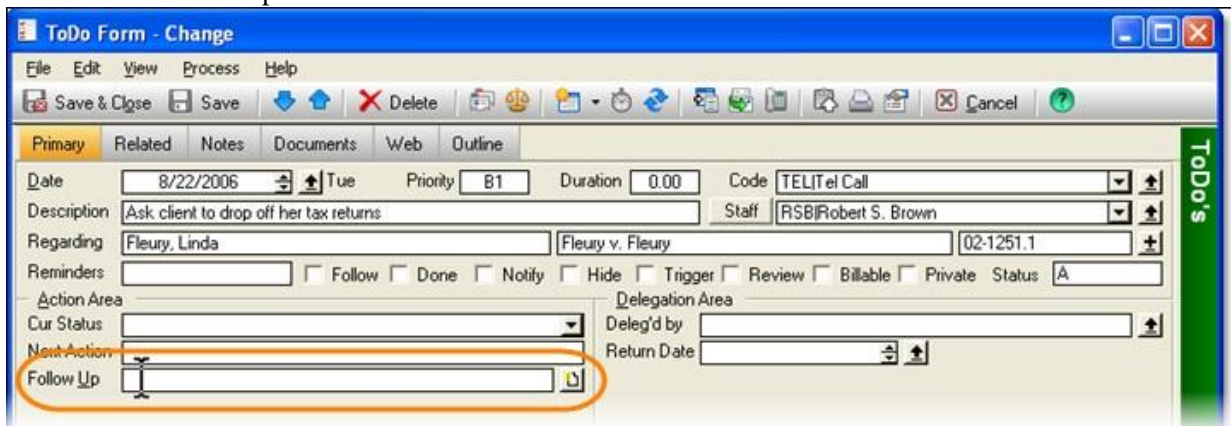 ToDo Form - Change
File Edit View Process Help
Save & Close Save Delete Cancel ?
Primary Related Notes Documents Web Outline
Date 8/22/2006 Tue Priority B1 Duration 0.00 Code TEL|Tel Call
Description Ask client to drop off her tax returns Staff RSB|Robert S. Brown
Regarding Fleury, Linda Fleury v. Fleury 02-1251.1
Reminders Follow Done Notify Hide Trigger Review Billable Private Status A
Action Area Delegation Area
Cur Status Deleg'd by
Next Action Return Date
Follow Up
ToDo's